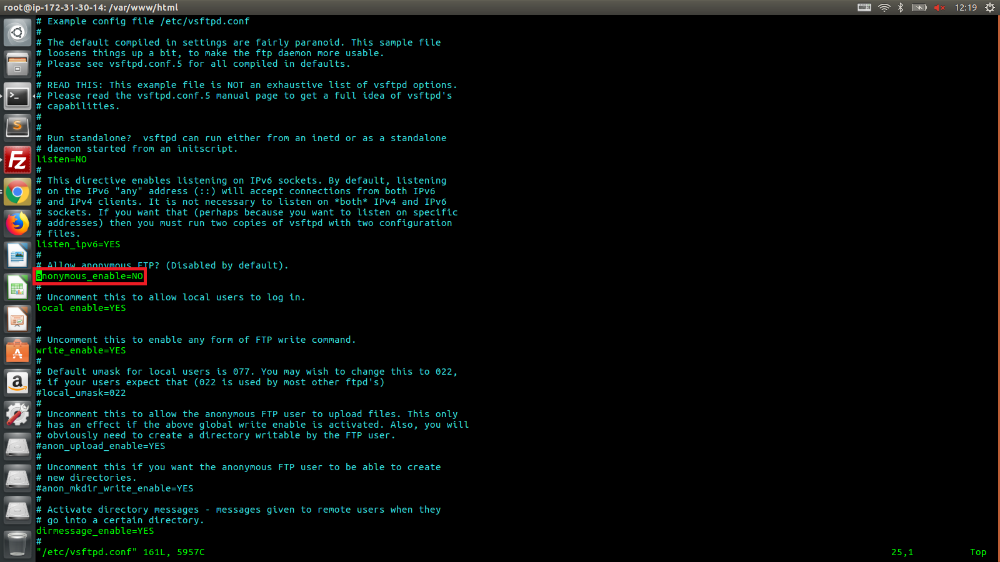 root@ip-172-31-30-14: /var/www/html
12:19
# Example config file /etc/vsftpd.conf
#
# The default compiled in settings are fairly paranoid. This sample file
# loosens things up a bit, to make the ftp daemon more usable.
# Please see vsftpd.conf.5 for all compiled in defaults.
#
# READ THIS: This example file is NOT an exhaustive list of vsftpd options.
# Please read the vsftpd.conf.5 manual page to get a full idea of vsftpd's
# capabilities.
#
#
# Run standalone?  vsftpd can run either from an inetd or as a standalone
# daemon started from an initscript.
listen=NO
#
# This directive enables listening on IPv6 sockets. By default, listening
# on the IPv6 "any" address (::) will accept connections from both IPv6
# and IPv4 clients. It is not necessary to listen on *both* IPv4 and IPv6
# sockets. If you want that (perhaps because you want to listen on specific
# addresses) then you must run two copies of vsftpd with two configuration
# files.
listen_ipv6=YES
#
# Allow anonymous FTP? (Disabled by default).
anonymous_enable=NO
#
# Uncomment this to allow local users to log in.
local enable=YES
#
# Uncomment this to enable any form of FTP write command.
write_enable=YES
#
# Default umask for local users is 077. You may wish to change this to 022,
# if your users expect that (022 is used by most other ftpd's)
#local_umask=022
#
# Uncomment this to allow the anonymous FTP user to upload files. This only
# has an effect if the above global write enable is activated. Also, you will
# obviously need to create a directory writable by the FTP user.
#anon_upload_enable=YES
#
# Uncomment this if you want the anonymous FTP user to be able to create
# new directories.
#anon_mkdir_write_enable=YES
#
# Activate directory messages - messages given to remote users when they
# go into a certain directory.
dirmessage_enable=YES
#
"/etc/vsftpd.conf" 161L, 5957C
25,1
Top